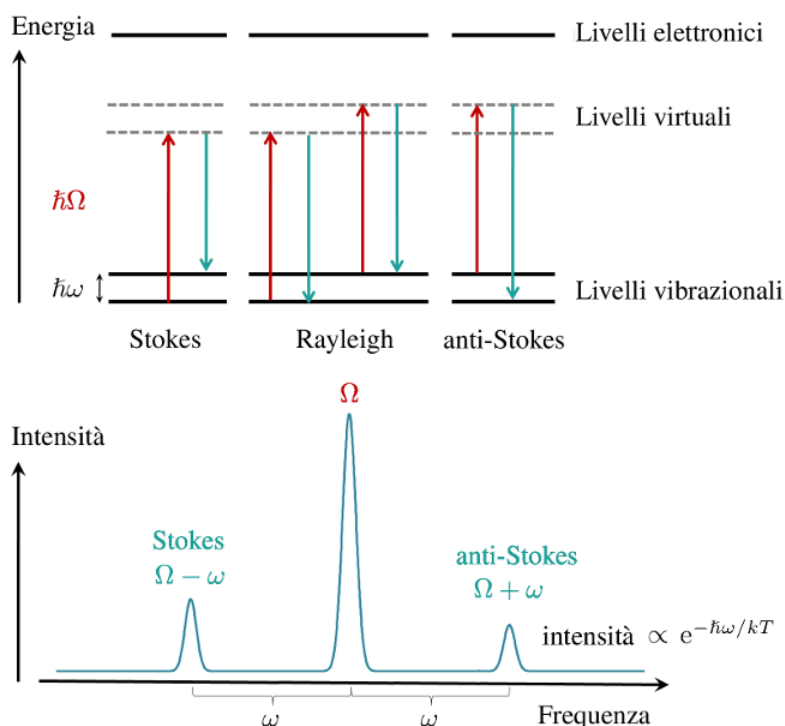 Energia
Livelli elettronici
Livelli virtuali
ℏΩ
ℏω
Livelli vibrazionali
Stokes
Rayleigh
anti-Stokes
Ω
Intensità
Stokes
Ω − ω
anti-Stokes
Ω + ω
intensità ∝ e^{−ℏω/kT}
ω
ω
Frequenza